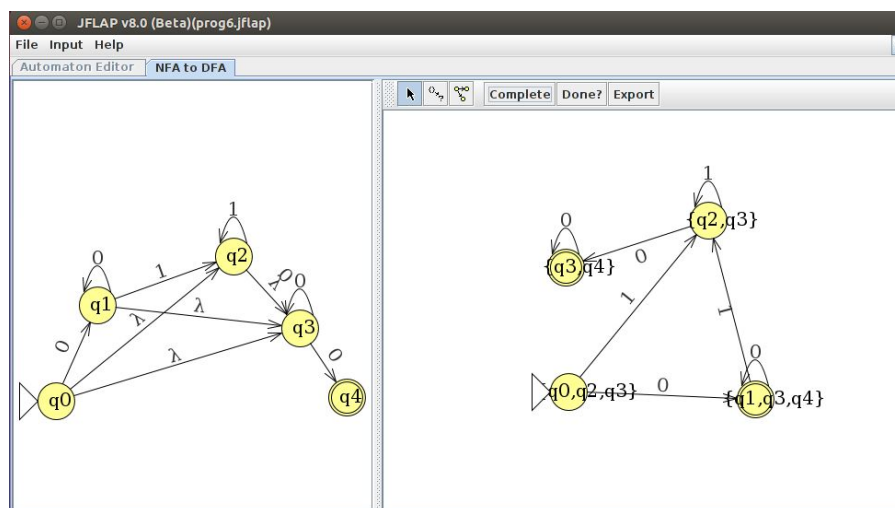 JFLAP v8.0 (Beta)(prog6.jflap)
File Input Help
Automaton Editor NFA to DFA
Complete Done? Export
1
q2
0
q1
1
λ
0
λ
0
q3
λ
0
λ
0
q0
q4
1
{q2,q3}
0
{q3,q4}
0
1
1
0
{q0,q2,q3}
0
{q1,q3,q4}